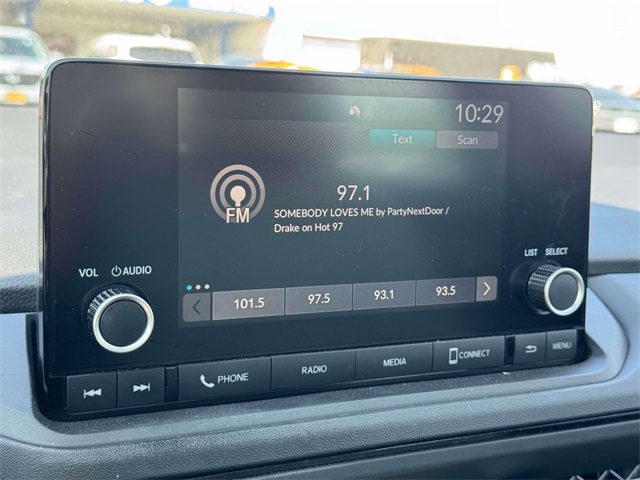 10:29
Text Scan
97.1
FM
SOMEBODY LOVES ME by PartyNextDoor /
Drake on Hot 97
VOL AUDIO
LIST SELECT
101.5 97.5 93.1 93.5
PHONE RADIO MEDIA CONNECT MENU